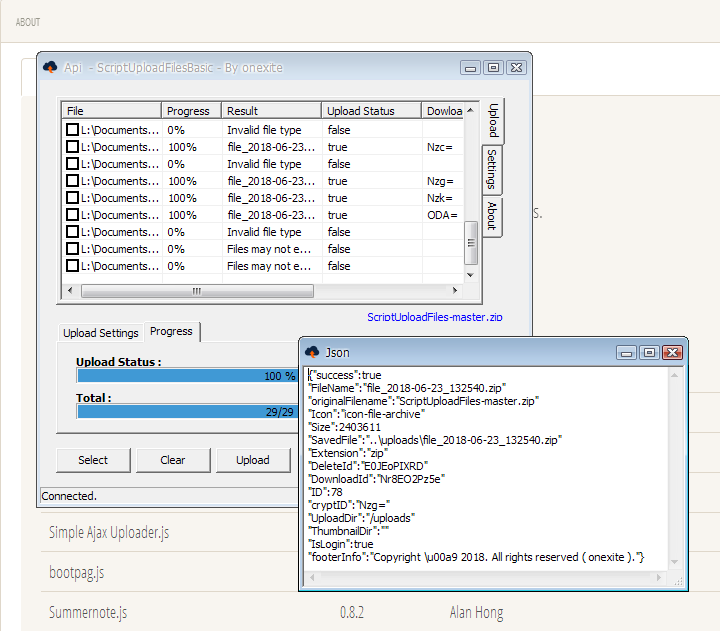 ABOUT
Api - ScriptUploadFilesBasic - By onexite
File Progress Result Upload Status Dowloa
L:\Documents... 0% Invalid file type false
L:\Documents... 100% file_2018-06-23... true Nzc=
L:\Documents... 0% Invalid file type false
L:\Documents... 100% file_2018-06-23... true Nzg=
L:\Documents... 100% file_2018-06-23... true Nzk=
L:\Documents... 100% file_2018-06-23... true ODA=
L:\Documents... 0% Invalid file type false
L:\Documents... 0% Files may not e... false
L:\Documents... 0% Files may not e... false
Upload
Settings
About
s.
ScriptUploadFiles-master.zip
Upload Settings Progress
Upload Status :
100 %
Total :
29/29
Select Clear Upload
Connected.
Json
{"success":true
"FileName":"file_2018-06-23_132540.zip"
"originalFilename":"ScriptUploadFiles-master.zip"
"Icon":"icon-file-archive"
"Size":2403611
"SavedFile":"..\uploads\file_2018-06-23_132540.zip"
"Extension":"zip"
"DeleteId":"E0JEoPIXRD"
"DownloadId":"Nr8EO2Pz5e"
"ID":78
"cryptID":"Nzg="
"UploadDir":"/uploads"
"ThumbnailDir":""
"IsLogin":true
"footerInfo":"Copyright \u00a9 2018. All rights reserved ( onexite )."}
Simple Ajax Uploader.js
bootpag.js
Summernote.js 0.8.2 Alan Hong